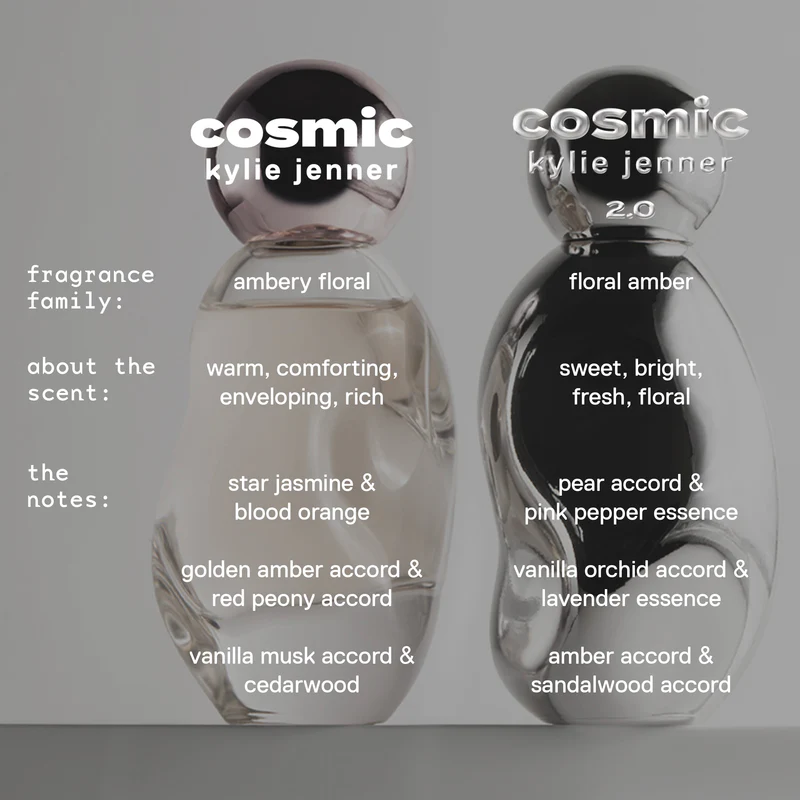 cosmic
kylie jenner
cosmic
kylie jenner
2.0
fragrance
family:
ambery floral
floral amber
about the
scent:
warm, comforting,
enveloping, rich
sweet, bright,
fresh, floral
the
notes:
star jasmine &
blood orange
pear accord &
pink pepper essence
golden amber accord &
red peony accord
vanilla orchid accord &
lavender essence
vanilla musk accord &
cedarwood
amber accord &
sandalwood accord